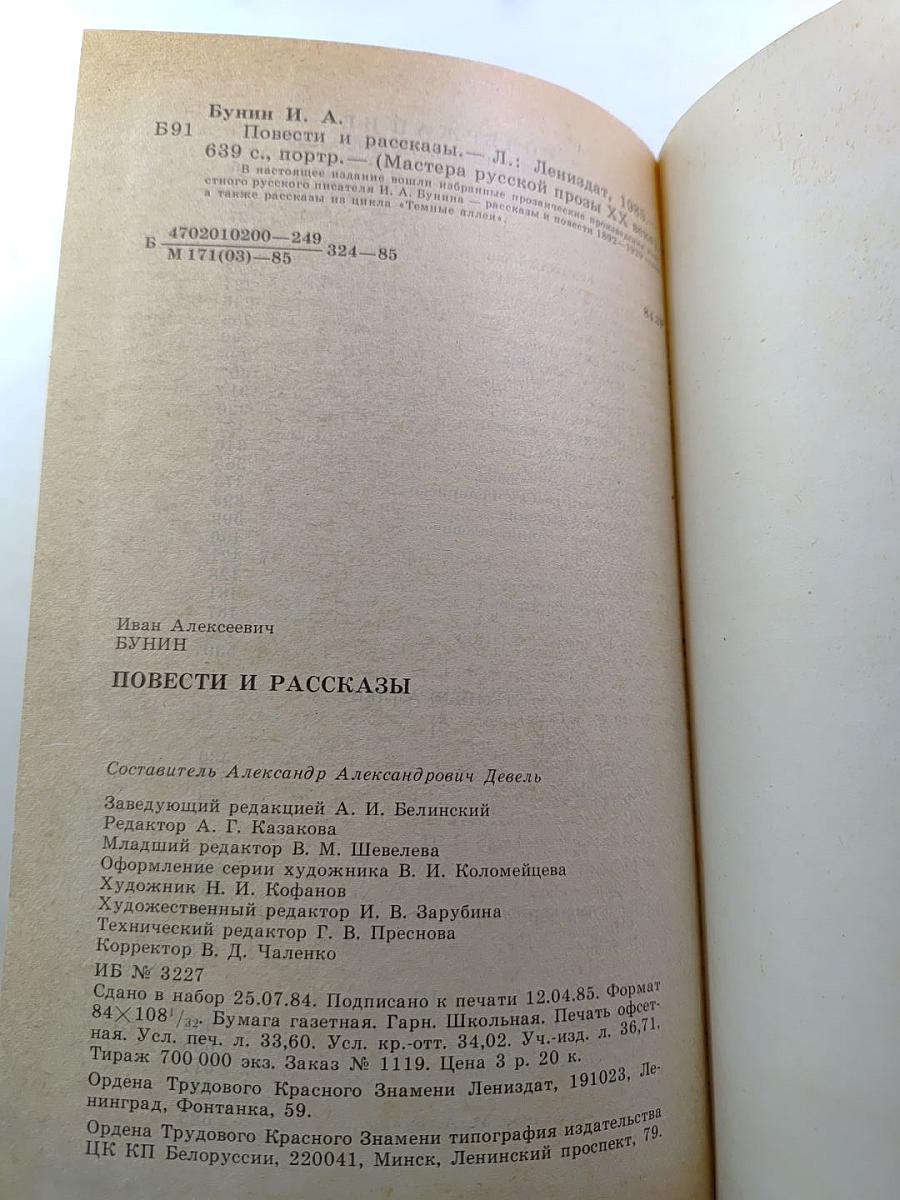 Бунин И. А.
Б91 Повести и рассказы.— Л.: Лениздат, 1985.
639 с., портр.— (Мастера русской прозы XX века)
В настоящее издание вошли избранные прозаические произведения
стного русского писателя И. А. Бунина — рассказы и повести 1892—1929
а также рассказы из цикла «Темные аллеи».
Б 4702010200—249
М 171(03)—85 324—85
Иван Алексеевич
БУНИН
ПОВЕСТИ И РАССКАЗЫ
Составитель Александр Александрович Девель
Заведующий редакцией А. И. Белинский
Редактор А. Г. Казакова
Младший редактор В. М. Шевелева
Оформление серии художника В. И. Коломейцева
Художник Н. И. Кофанов
Художественный редактор И. В. Зарубина
Технический редактор Г. В. Преснова
Корректор В. Д. Чаленко
ИБ № 3227
Сдано в набор 25.07.84. Подписано к печати 12.04.85. Формат
84×108¹/₃₂. Бумага газетная. Гарн. Школьная. Печать офсет-
ная. Усл. печ. л. 33,60. Усл. кр.-отт. 34,02. Уч.-изд. л. 36,71.
Тираж 700 000 экз. Заказ № 1119. Цена 3 р. 20 к.
Ордена Трудового Красного Знамени Лениздат, 191023, Ле-
нинград, Фонтанка, 59.
Ордена Трудового Красного Знамени типография издательства
ЦК КП Белоруссии, 220041, Минск, Ленинский проспект, 79.